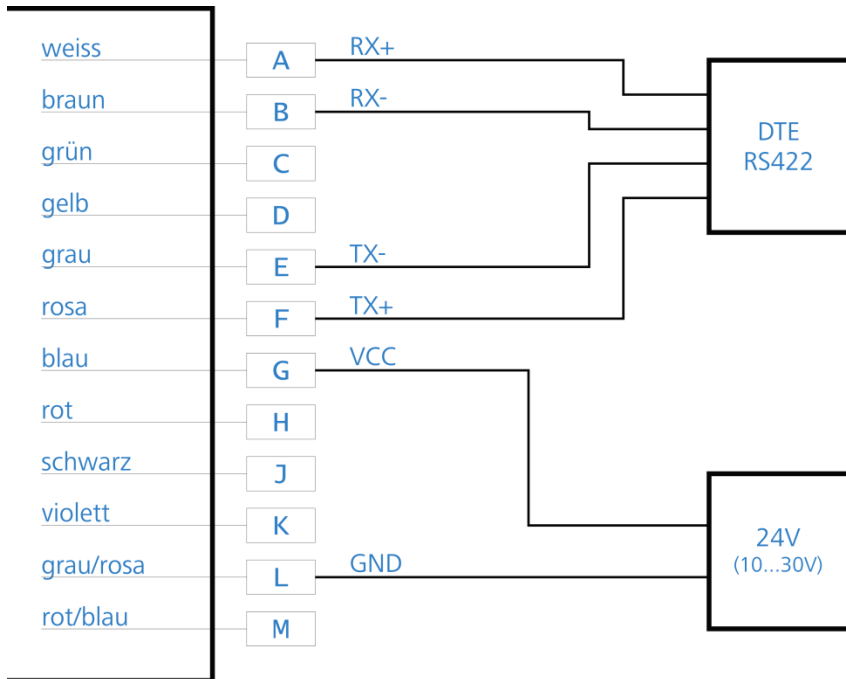 weiss A RX+
braun B RX-
DTE
RS422
grün C
gelb D
grau E TX-
rosa F TX+
blau G VCC
rot H
schwarz J
violett K
24V
(10...30V)
grau/rosa L GND
rot/blau M